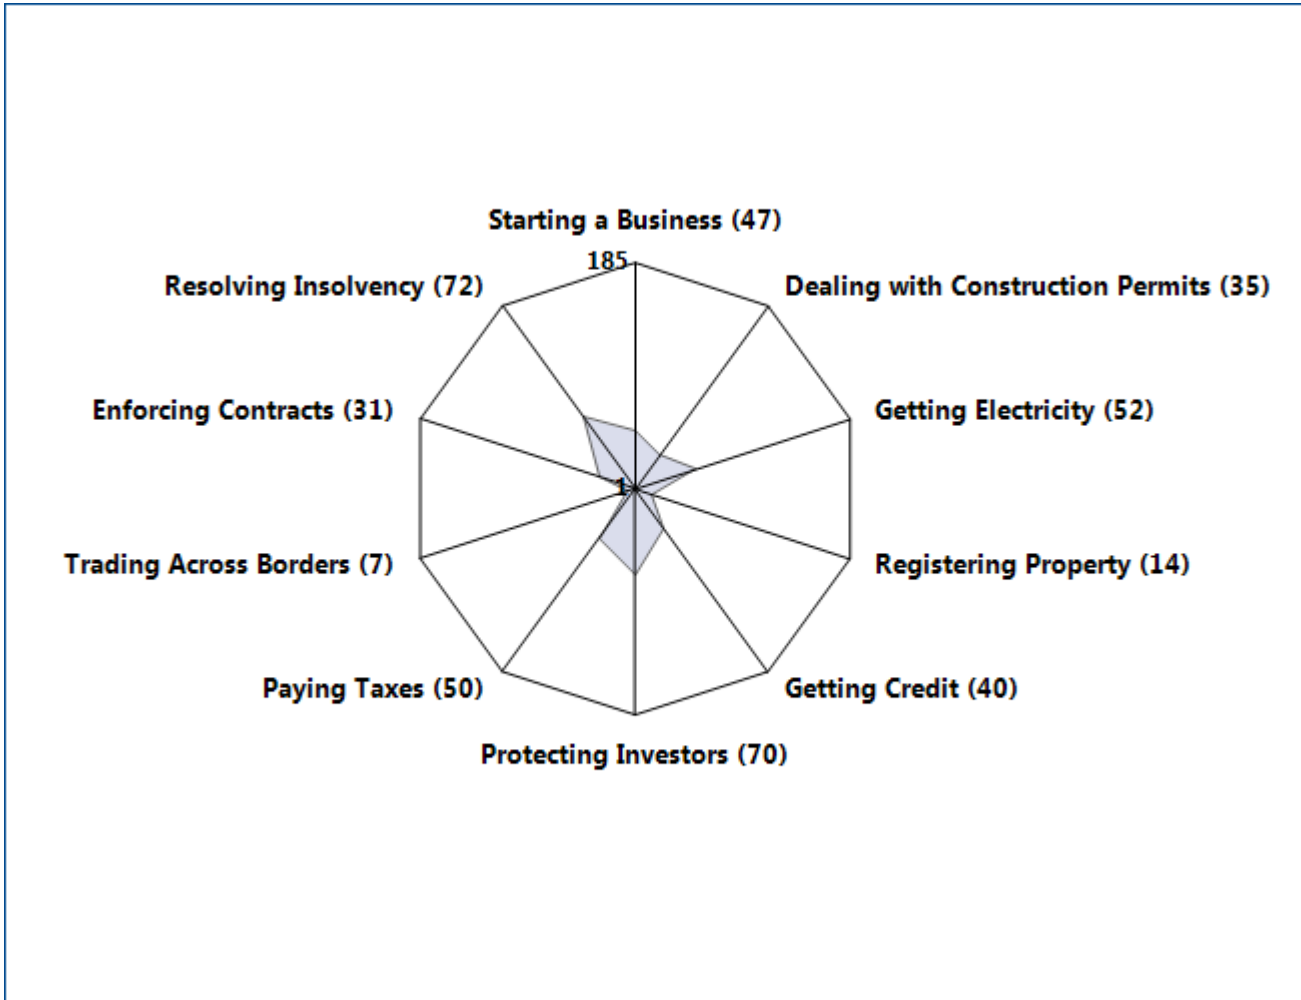 Starting a Business (47)
185
Resolving Insolvency (72)
Dealing with Construction Permits (35)
Enforcing Contracts (31)
Getting Electricity (52)
1
Trading Across Borders (7)
Registering Property (14)
Paying Taxes (50)
Getting Credit (40)
Protecting Investors (70)